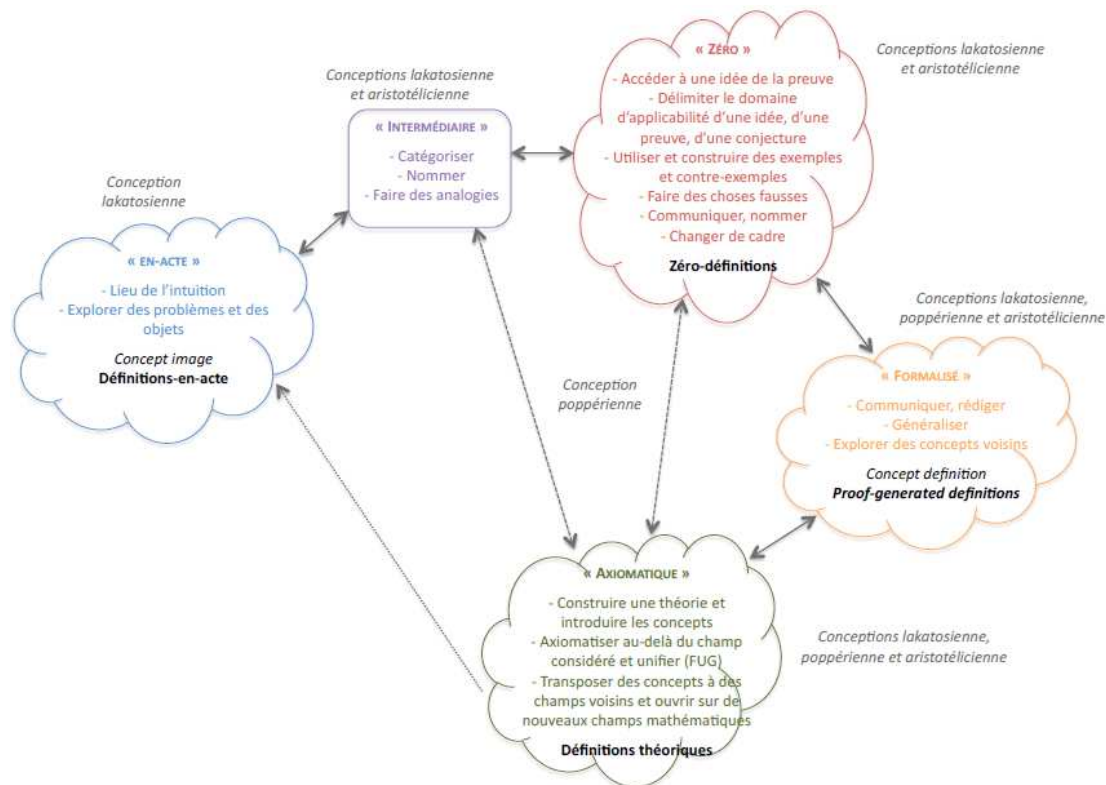 « ZÉRO »
- Accéder à une idée de la preuve
- Délimiter le domaine
d’applicabilité d’une idée, d’une
preuve, d’une conjecture
- Utiliser et construire des exemples
et contre-exemples
- Faire des choses fausses
- Communiquer, nommer
- Changer de cadre
Zéro-définitions
Conceptions lakatosienne
et aristotélicienne
Conceptions lakatosienne
et aristotélicienne
« INTERMÉDIAIRE »
- Catégoriser
- Nommer
- Faire des analogies
Conception
lakatosienne
« EN-ACTE »
- Lieu de l’intuition
- Explorer des problèmes et des
objets
Concept image
Définitions-en-acte
Conception
poppérienne
Conceptions lakatosienne,
poppérienne et aristotélicienne
« FORMALISÉ »
- Communiquer, rédiger
- Généraliser
- Explorer des concepts voisins
Concept definition
Proof-generated definitions
« AXIOMATIQUE »
- Construire une théorie et
introduire les concepts
- Axiomatiser au-delà du champ
considéré et unifier (FUG)
- Transposer des concepts à des
champs voisins et ouvrir sur de
nouveaux champs mathématiques
Définitions théoriques
Conceptions lakatosienne,
poppérienne et aristotélicienne